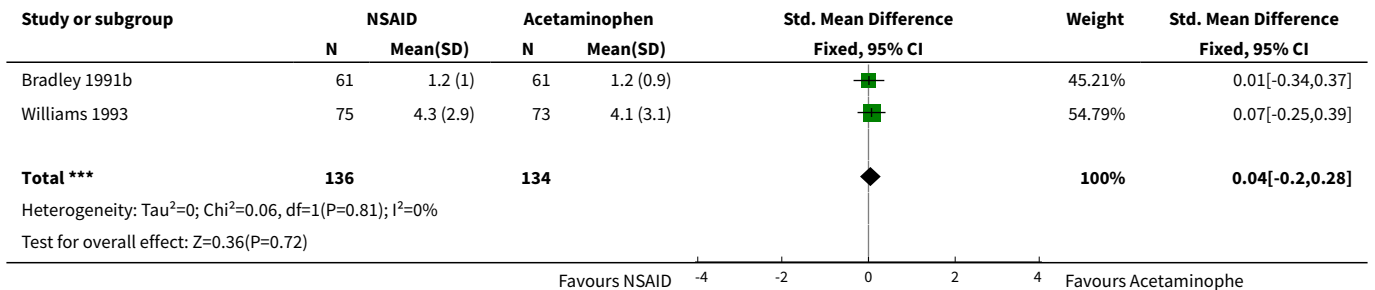 Study or subgroup NSAID Acetaminophen Std. Mean Difference Weight Std. Mean Difference
N Mean(SD) N Mean(SD) Fixed, 95% CI Fixed, 95% CI
Bradley 1991b 61 1.2 (1) 61 1.2 (0.9) 45.21% 0.01[-0.34,0.37]
Williams 1993 75 4.3 (2.9) 73 4.1 (3.1) 54.79% 0.07[-0.25,0.39]
Total *** 136 134 100% 0.04[-0.2,0.28]
Heterogeneity: Tau²=0; Chi²=0.06, df=1(P=0.81); I²=0%
Test for overall effect: Z=0.36(P=0.72)
Favours NSAID -4 -2 0 2 4 Favours Acetaminophe